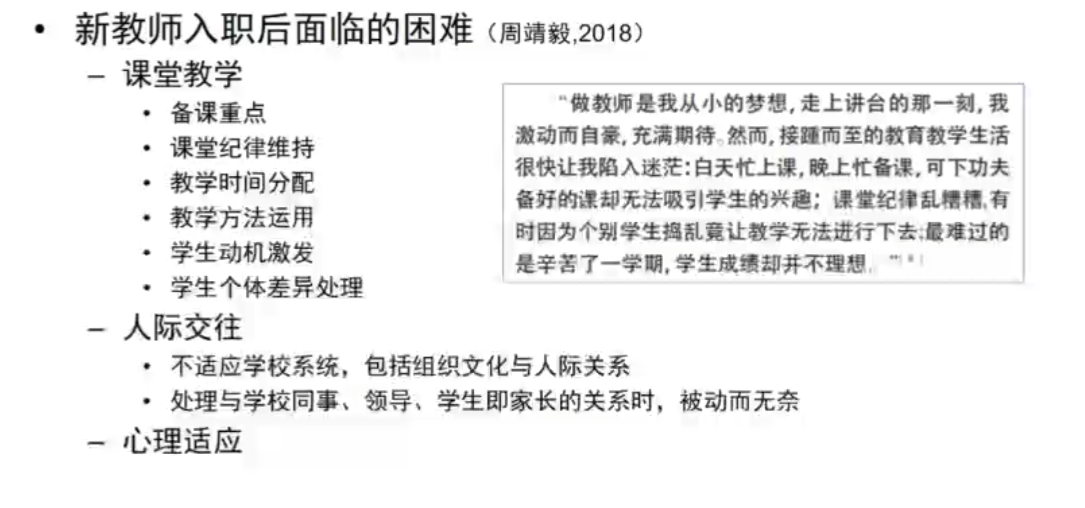 • 新教师入职后面临的困难（周靖毅,2018）
– 课堂教学
• 备课重点
• 课堂纪律维持
• 教学时间分配
• 教学方法运用
• 学生动机激发
• 学生个体差异处理
– 人际交往
• 不适应学校系统，包括组织文化与人际关系
• 处理与学校同事、领导、学生即家长的关系时，被动而无奈
– 心理适应
“做教师是我从小的梦想,走上讲台的那一刻,我
激动而自豪,充满期待。然而,接踵而至的教育教学生活
很快让我陷入迷茫:白天忙上课,晚上忙备课,可下功夫
备好的课却无法吸引学生的兴趣；课堂纪律乱糟糟,有
时因为个别学生捣乱竟让教学无法进行下去;最难过的
是辛苦了一学期,学生成绩却并不理想。”